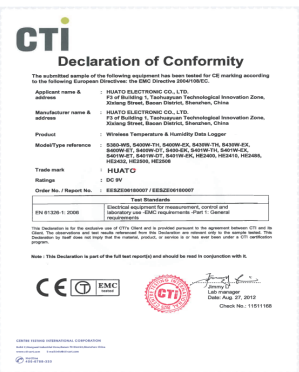 CTi
Declaration of Conformity
The submitted sample of the following equipment has been tested for CE marking according
to the following European Directives: the EMC Directive 2004/108/EC.
Applicant name & : HUATO ELECTRONIC CO., LTD.
address F3 of Building 1, Taohuayuan Technological Innovation Zone,
Xixiang Street, Baoan District, Shenzhen, China
Manufacturer name & : HUATO ELECTRONIC CO., LTD.
address F3 of Building 1, Taohuayuan Technological Innovation Zone,
Xixiang Street, Baoan District, Shenzhen, China
Product : Wireless Temperature & Humidity Data Logger
Model/Type reference : S380-WS, S400W-TH, S400W-EX, S430W-TH, S430W-EX,
S400W-ET, S400W-DT, S400-EK, S401W-TH, S401W-EX,
S401W-ET, S401W-DT, S401W-EK, HE2400, HE2410, HE2455,
HE2432, HE2500, HE2508
Trade mark : HUATO
Ratings : DC 9V
Order No. / Report No. : EESZE08180007 / EESZE08180087
Test Standards
EN 61326-1: 2006
Electrical equipment for measurement, control and
laboratory use -EMC requirements -Part 1: General
requirements
This Declaration is for the exclusive use of CTI's Client and is provided pursuant to the agreement between CTI and its
Client. The observations and test results referenced from this Declaration are relevant only to the sample tested. This
Declaration by itself does not imply that the material, product, or service is or has ever been under a CTI certification
program.
Note : This Declaration is part of the full test report(s) and should be read in conjunction with it.
CE
EMC
CTi
Lab manager
Date: Aug. 27, 2012
Check No.: 11511168
CENTRE TESTING INTERNATIONAL CORPORATION